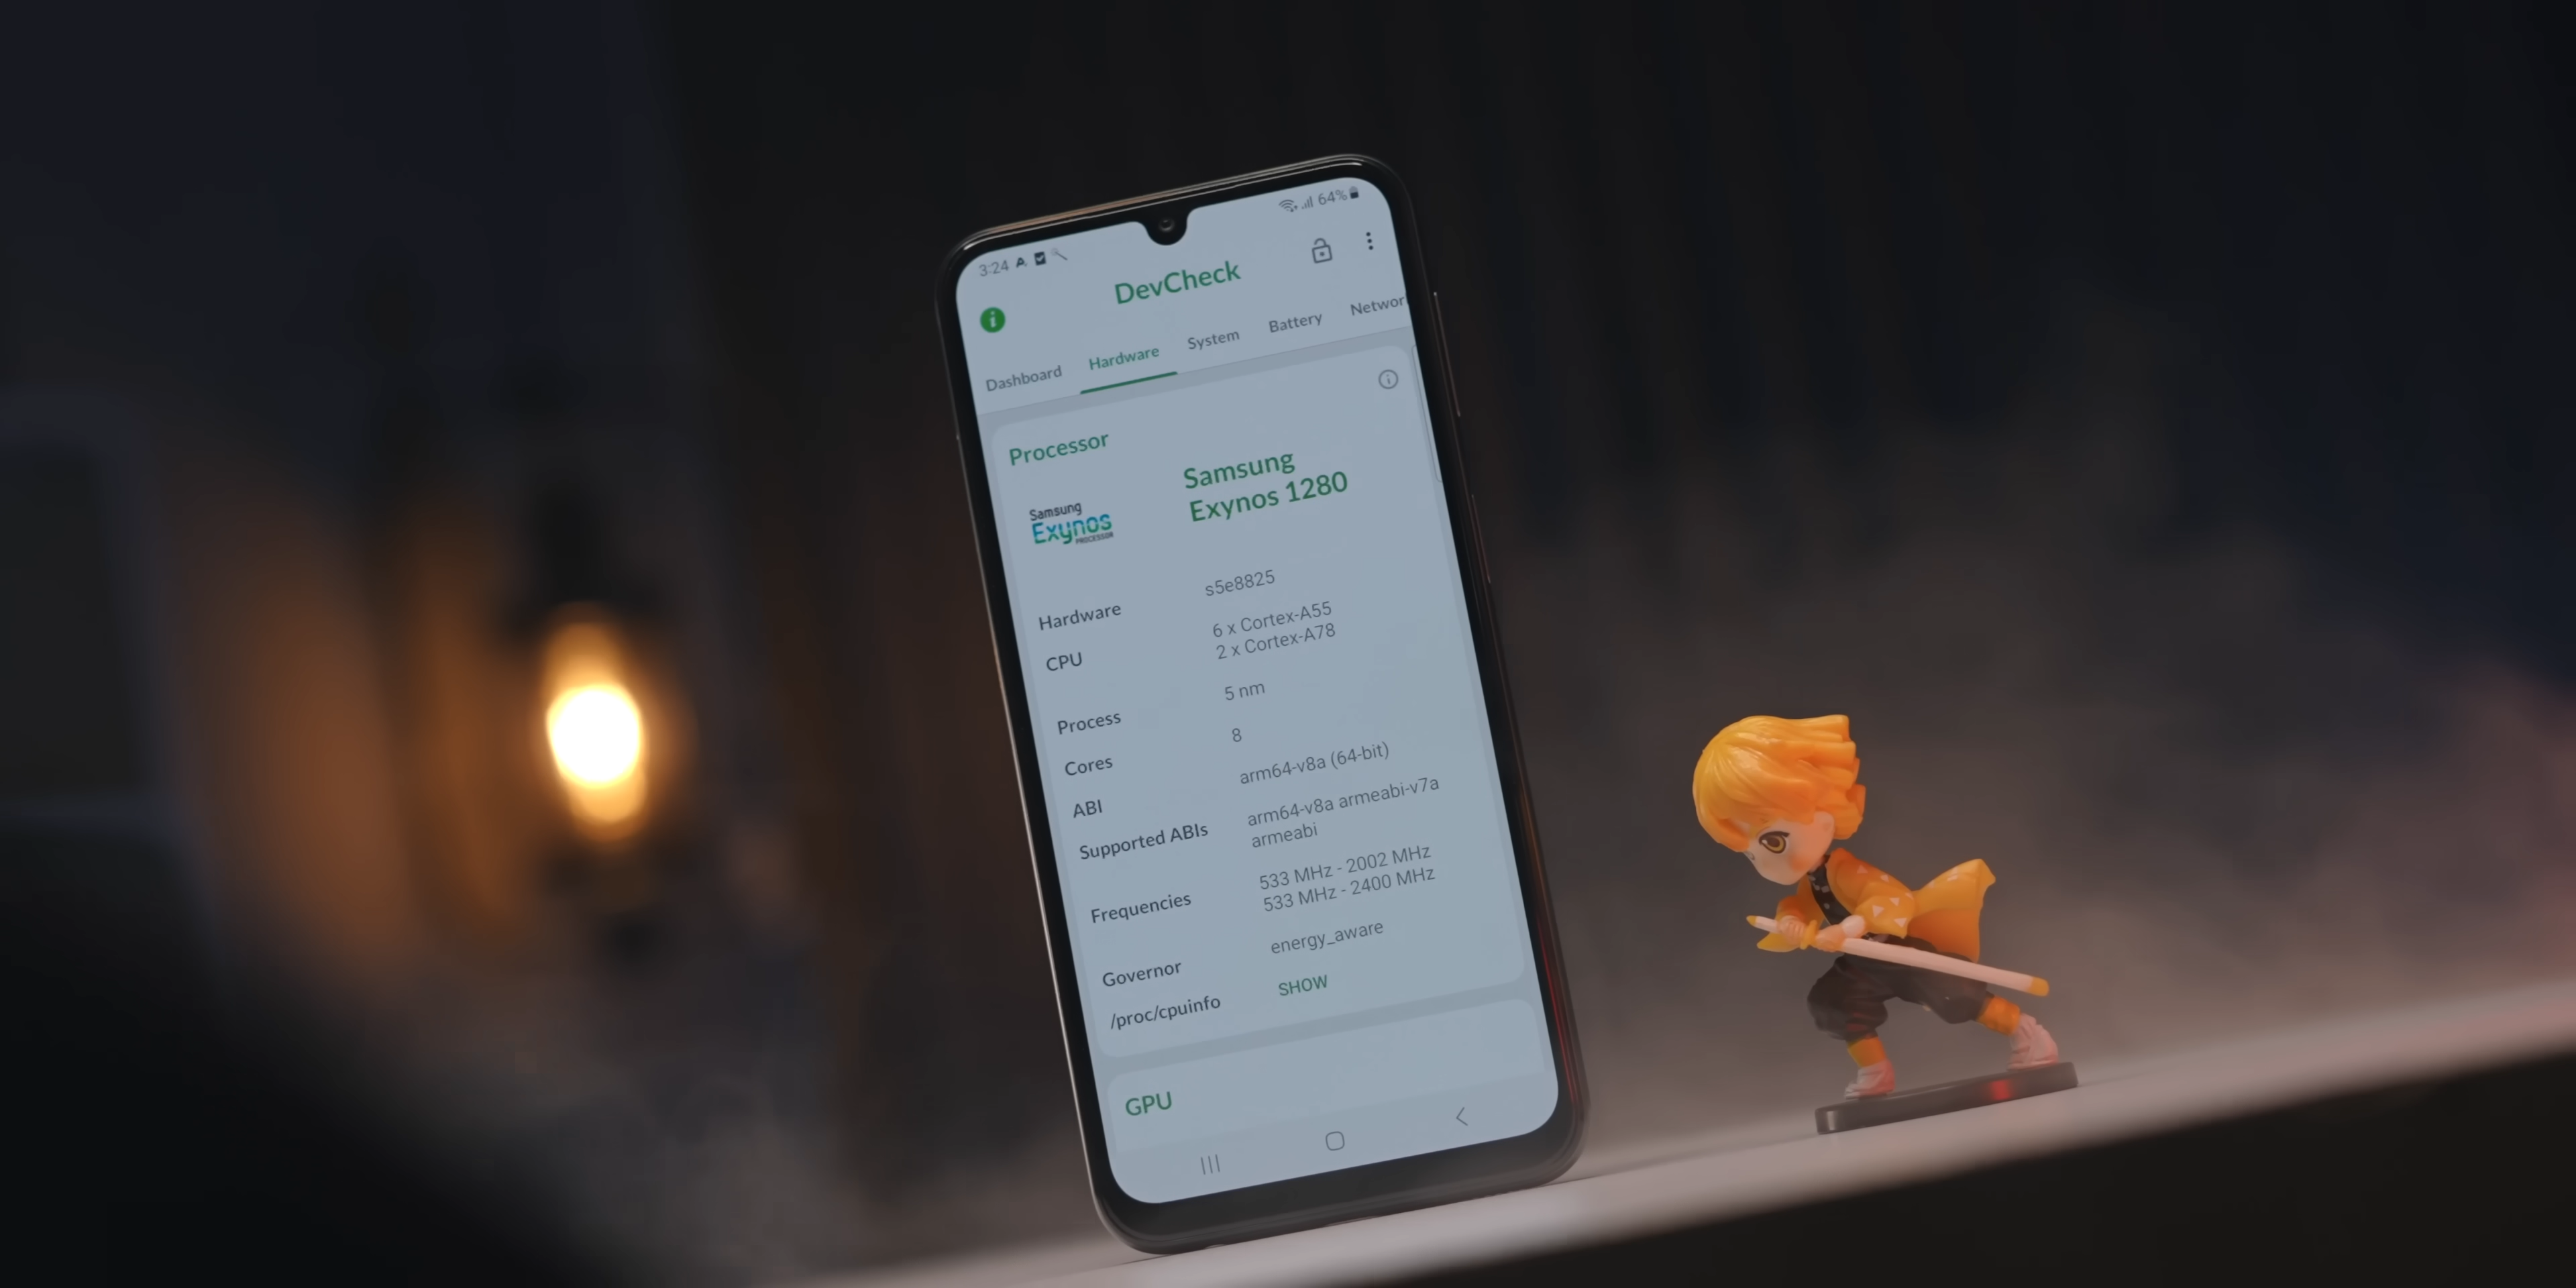 3:24
64%
DevCheck
Dashboard Hardware System Battery Networ
Processor
Samsung
Exynos
PROCESSOR
Samsung
Exynos 1280
Hardware s5e8825
CPU 6 x Cortex-A55
2 x Cortex-A78
Process 5 nm
Cores 8
ABI arm64-v8a (64-bit)
Supported ABIs arm64-v8a armeabi-v7a
armeabi
Frequencies 533 MHz - 2002 MHz
533 MHz - 2400 MHz
Governor energy_aware
/proc/cpuinfo SHOW
GPU